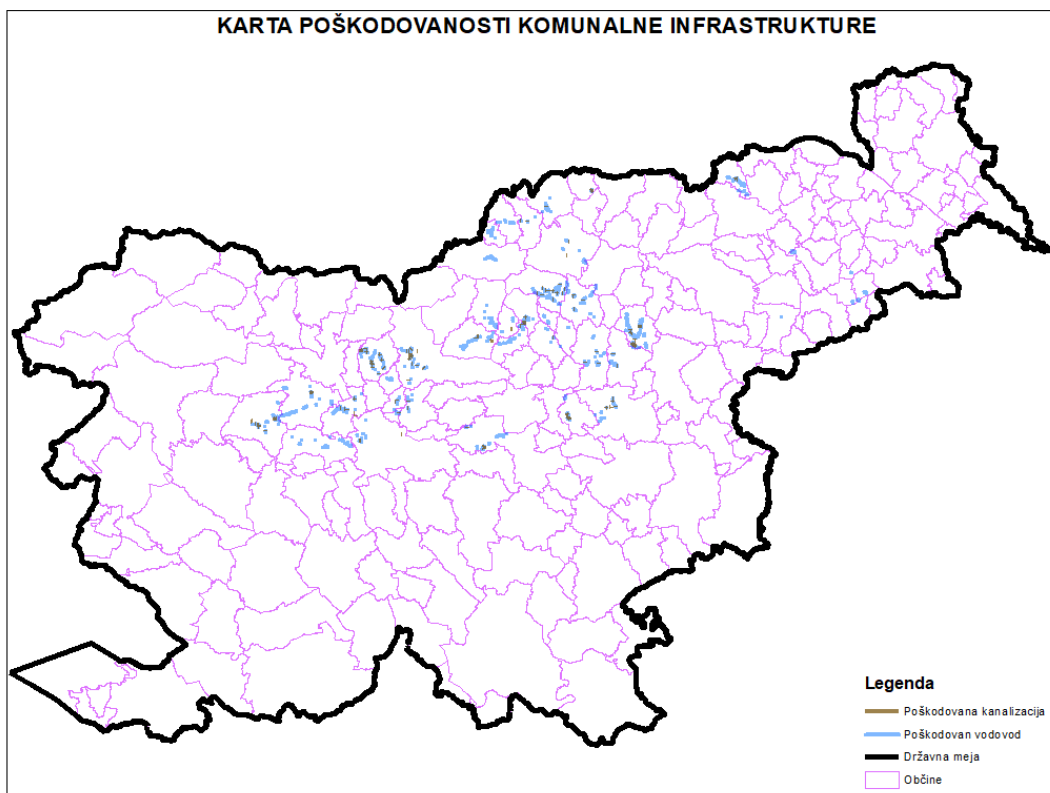 KARTA POŠKODOVANOSTI KOMUNALNE INFRASTRUKTURE
Legenda
Poškodovana kanalizacija
Poškodovan vodovod
Državna meja
Občine